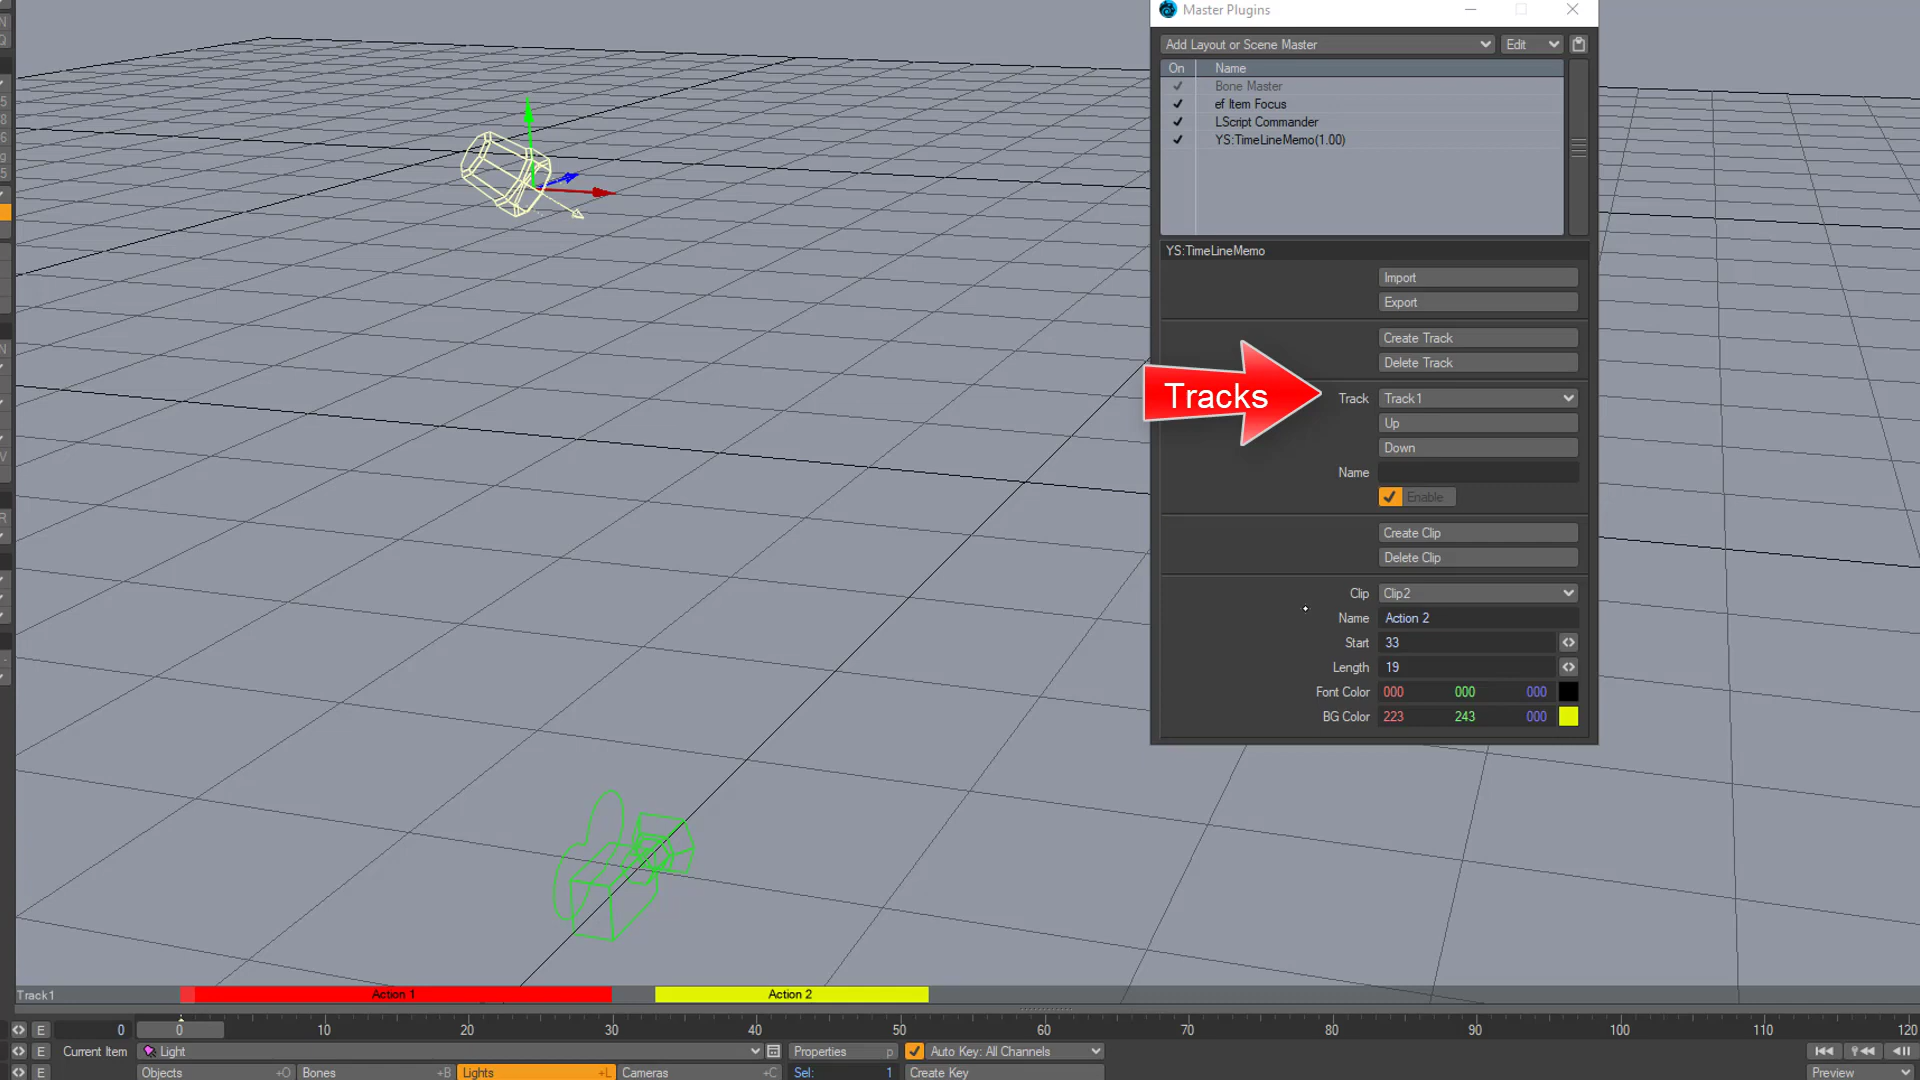 Master Plugins
Add Layout or Scene Master
Edit
On Name
Bone Master
ef Item Focus
LScript Commander
YS:TimeLineMemo(1.00)
YS:TimeLineMemo
Import
Export
Create Track
Delete Track
Tracks
Track Track1
Up
Down
Name
Enable
Create Clip
Delete Clip
Clip Clip2
Name Action 2
Start 33
Length 19
Font Color 000 000 000
BG Color 223 243 000
Track1 Action 1 Action 2
E 0 0 10 20 30 40 50 60 70 80 90 100 110 120
E Current Item Light Properties p Auto Key: All Channels
E Objects +O Bones +B Lights +L Cameras +C Sel: 1 Create Key Preview